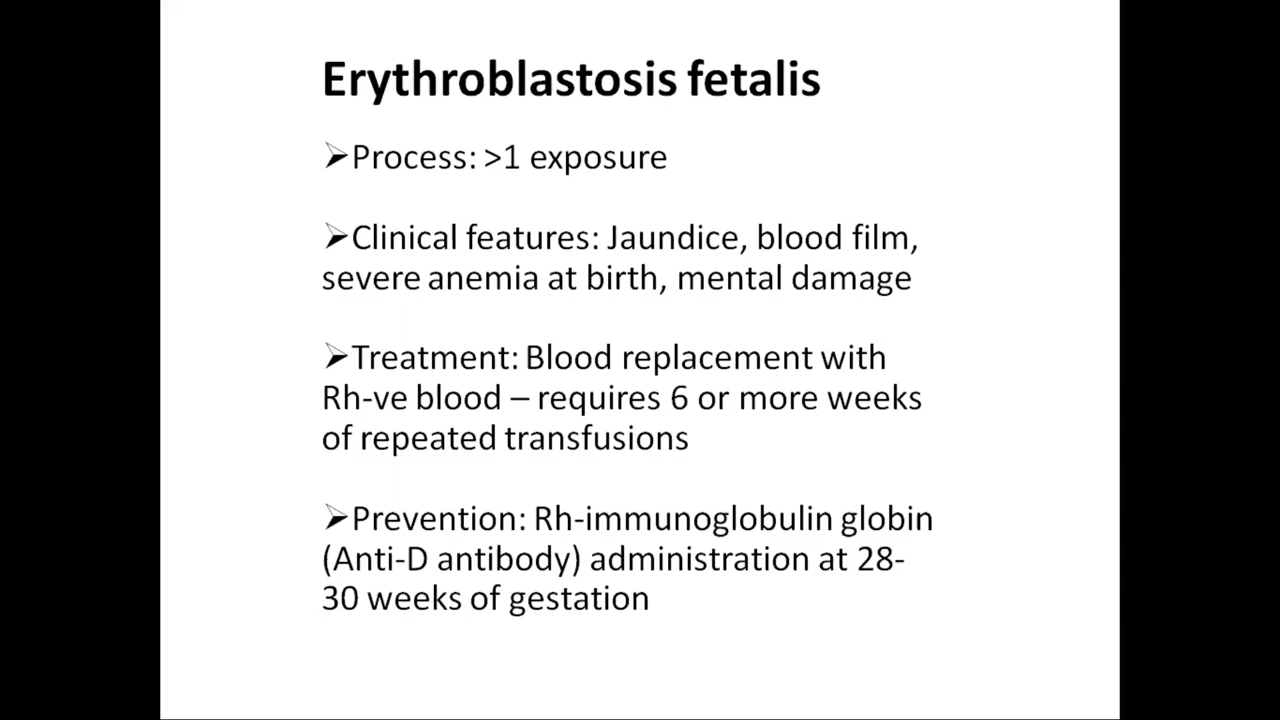 Erythroblastosis fetalis
➢Process: >1 exposure
➢Clinical features: Jaundice, blood film,
severe anemia at birth, mental damage
➢Treatment: Blood replacement with
Rh-ve blood – requires 6 or more weeks
of repeated transfusions
➢Prevention: Rh-immunoglobulin globin
(Anti-D antibody) administration at 28-
30 weeks of gestation